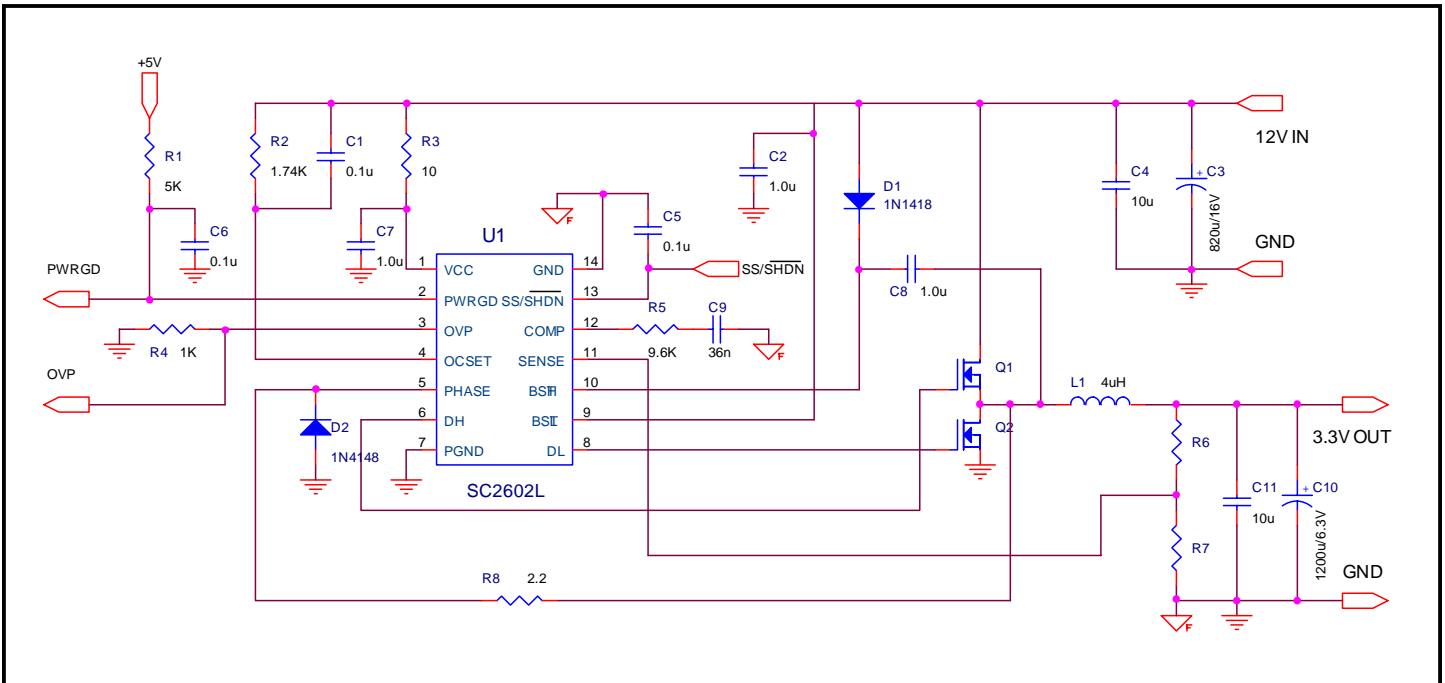 +5V
R1
5K
C6
0.1u
R2
1.74K
C1
0.1u
R3
10
C7
1.0u
C2
1.0u
D1
1N1418
C4
10u
+
C3
820u/16V
12V IN
GND
F
C5
0.1u
SS/SHDN
U1
1
VCC
2
PWRGD
3
OVP
4
OCSET
5
PHASE
6
DH
7
PGND
GND
14
SS/SHDN
13
COMP
12
SENSE
11
BSTH
10
BSTL
9
DL
8
SC2602L
PWRGD
R4
1K
OVP
D2
1N4148
R5
9.6K
C9
36n
F
C8
1.0u
Q1
Q2
L1
4uH
3.3V OUT
R6
R7
C11
10u
+
C10
1200u/6.3V
GND
F
R8
2.2